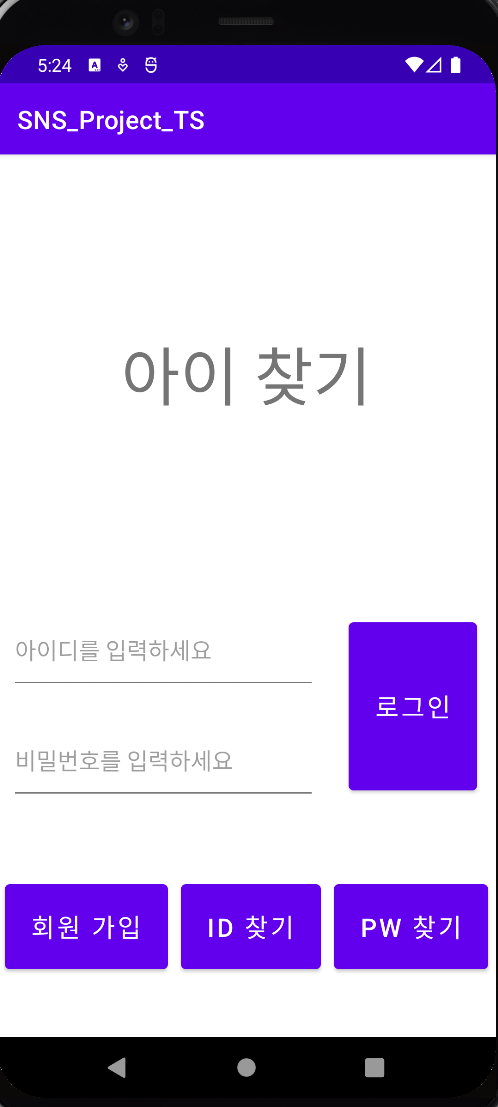 5:24
SNS_Project_TS
아이 찾기
아이디를 입력하세요
비밀번호를 입력하세요
로그인
회원 가입 ID 찾기 PW 찾기